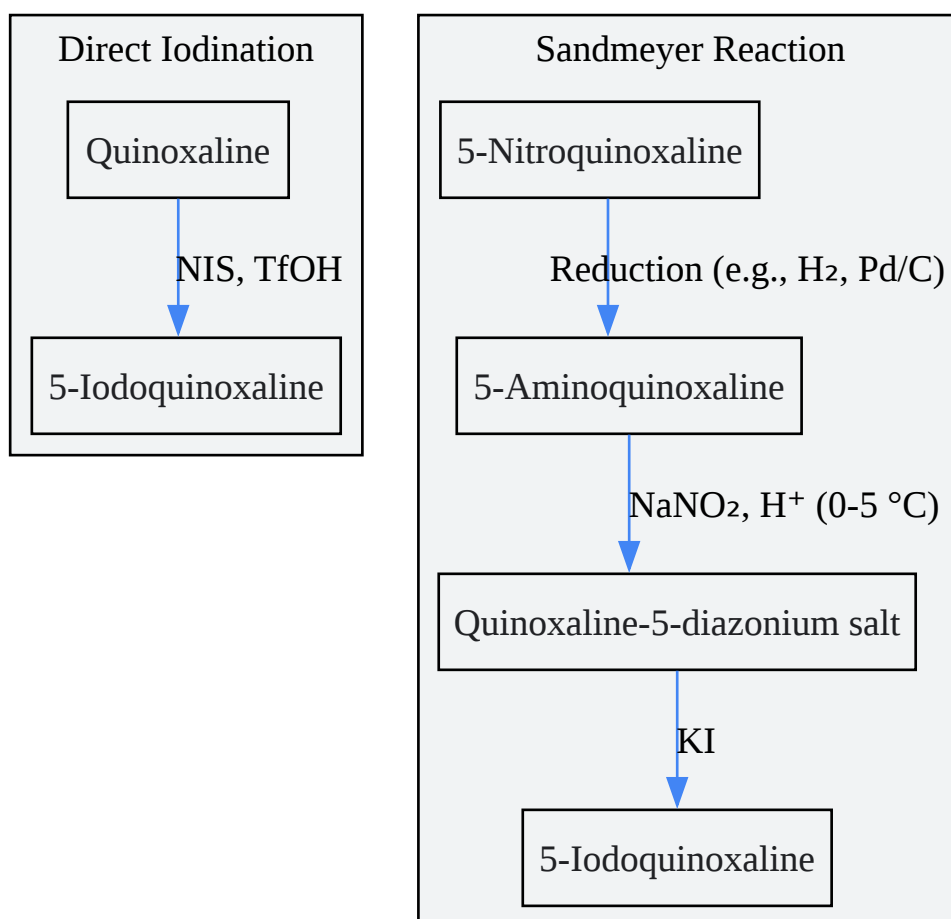 Direct Iodination
Quinoxaline
NIS, TfOH
5-Iodoquinoxaline
Sandmeyer Reaction
5-Nitroquinoxaline
Reduction (e.g., H₂, Pd/C)
5-Aminoquinoxaline
NaNO₂, H⁺ (0-5 °C)
Quinoxaline-5-diazonium salt
KI
5-Iodoquinoxaline